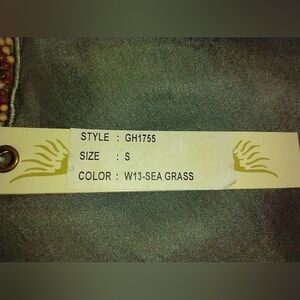 STYLE : GH1755
SIZE : S
COLOR : W13-SEA GRASS